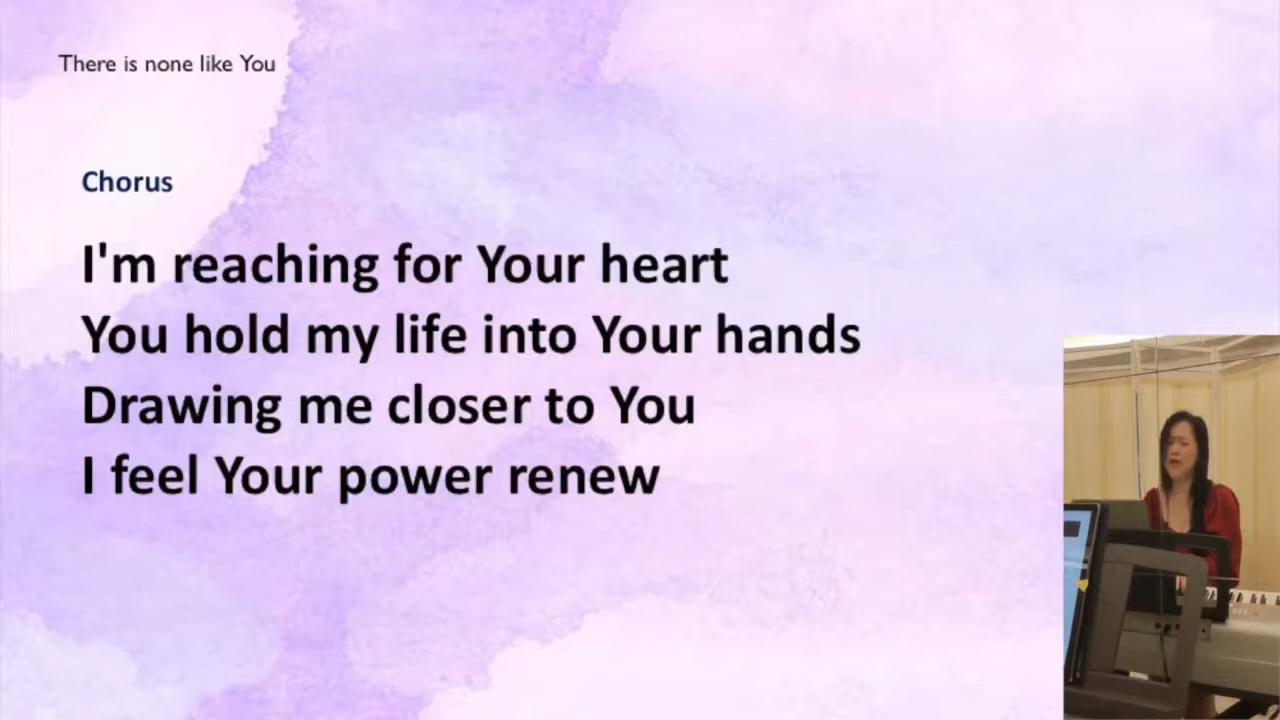 There is none like You
Chorus
I'm reaching for Your heart
You hold my life into Your hands
Drawing me closer to You
I feel Your power renew